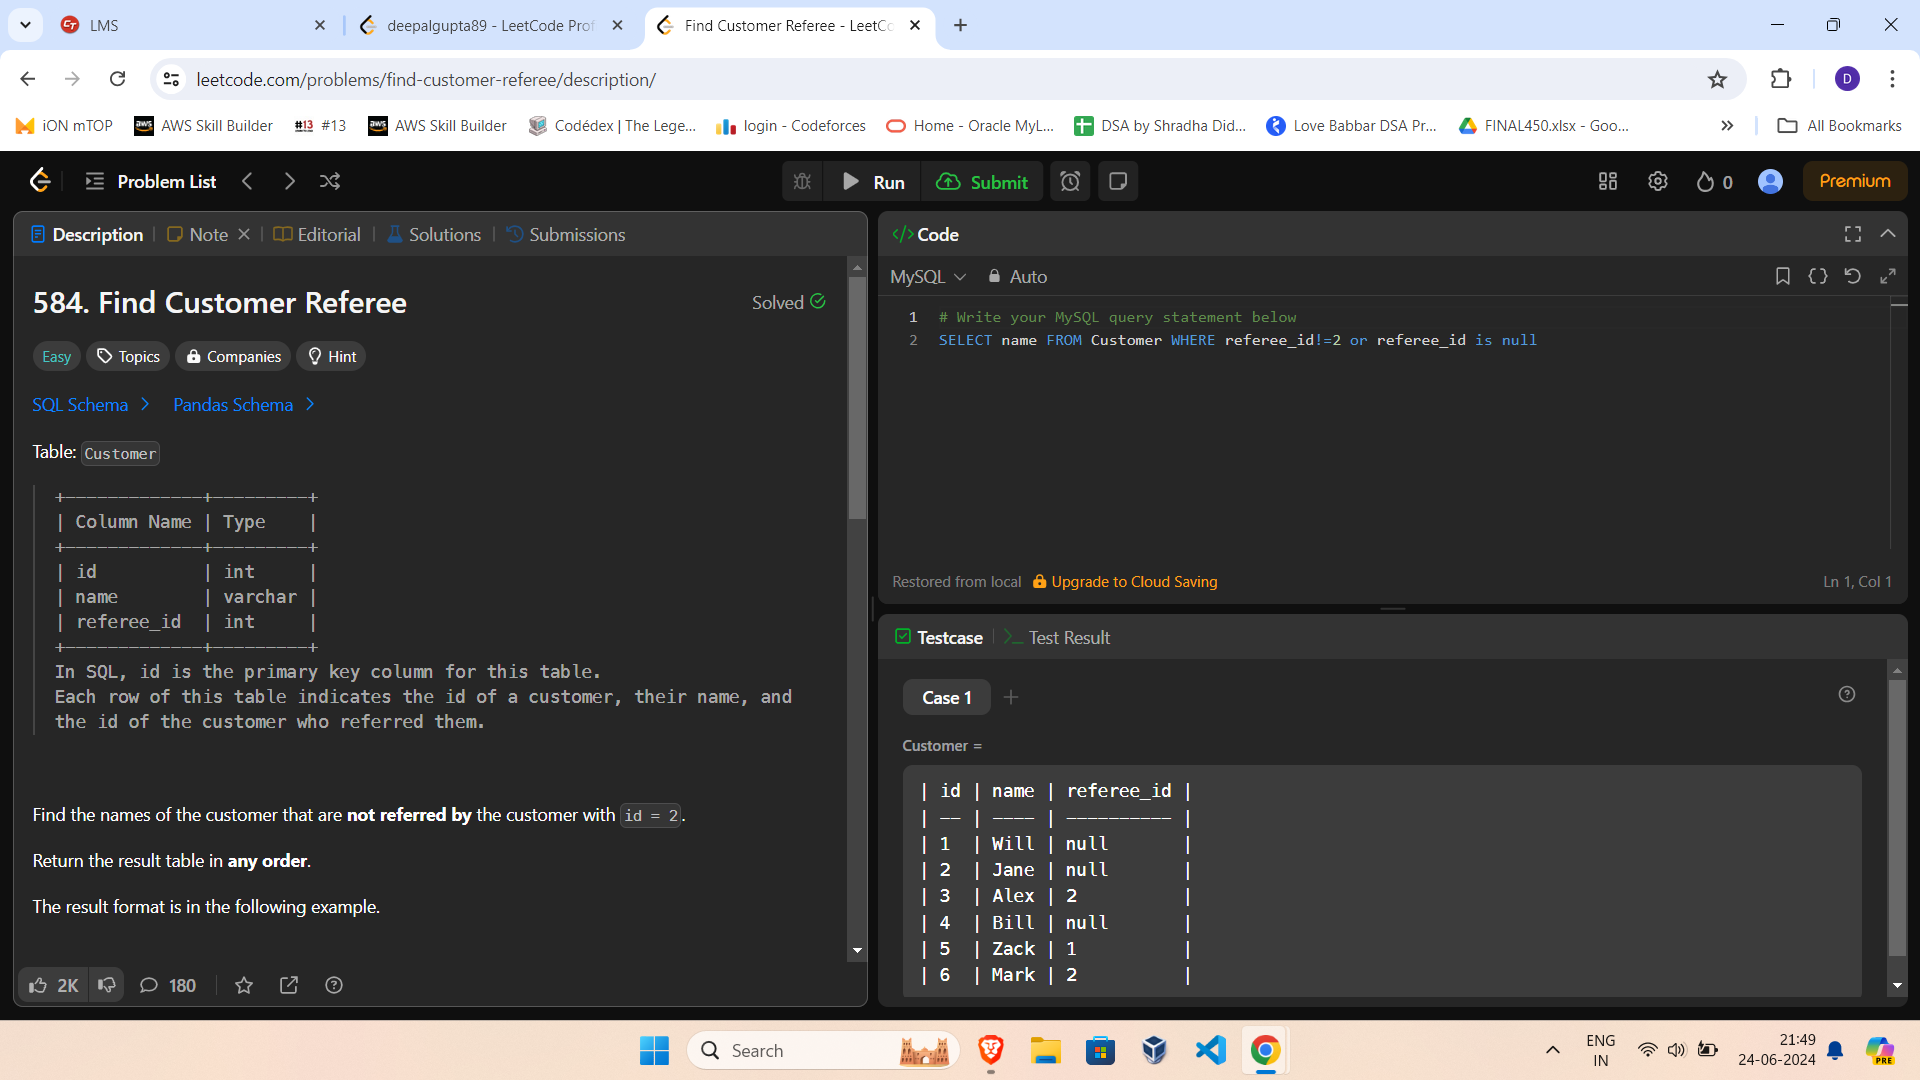 LMS
deepalgupta89 - LeetCode Prof
Find Customer Referee - LeetCo
leetcode.com/problems/find-customer-referee/description/
D
iON mTOP
AWS Skill Builder
#13 #13
AWS Skill Builder
Codédex | The Lege...
login - Codeforces
Home - Oracle MyL...
DSA by Shradha Did...
Love Babbar DSA Pr...
FINAL450.xlsx - Goo...
All Bookmarks
Problem List
Run
Submit
0
Premium
Description
Note
Editorial
Solutions
Submissions
584. Find Customer Referee
Solved
Easy
Topics
Companies
Hint
SQL Schema
Pandas Schema
Table: Customer
+-------------+---------+
| Column Name | Type    |
+-------------+---------+
| id          | int     |
| name        | varchar |
| referee_id  | int     |
+-------------+---------+
In SQL, id is the primary key column for this table.
Each row of this table indicates the id of a customer, their name, and
the id of the customer who referred them.
Find the names of the customer that are not referred by the customer with id = 2.
Return the result table in any order.
The result format is in the following example.
2K
180
</> Code
MySQL
Auto
1 # Write your MySQL query statement below
2 SELECT name FROM Customer WHERE referee_id!=2 or referee_id is null
Restored from local
Upgrade to Cloud Saving
Ln 1, Col 1
Testcase
Test Result
Case 1
Customer =
| id | name | referee_id |
| -- | ---- | ---------- |
| 1  | Will | null       |
| 2  | Jane | null       |
| 3  | Alex | 2          |
| 4  | Bill | null       |
| 5  | Zack | 1          |
| 6  | Mark | 2          |
Search
ENG
IN
21:49
24-06-2024
PRE